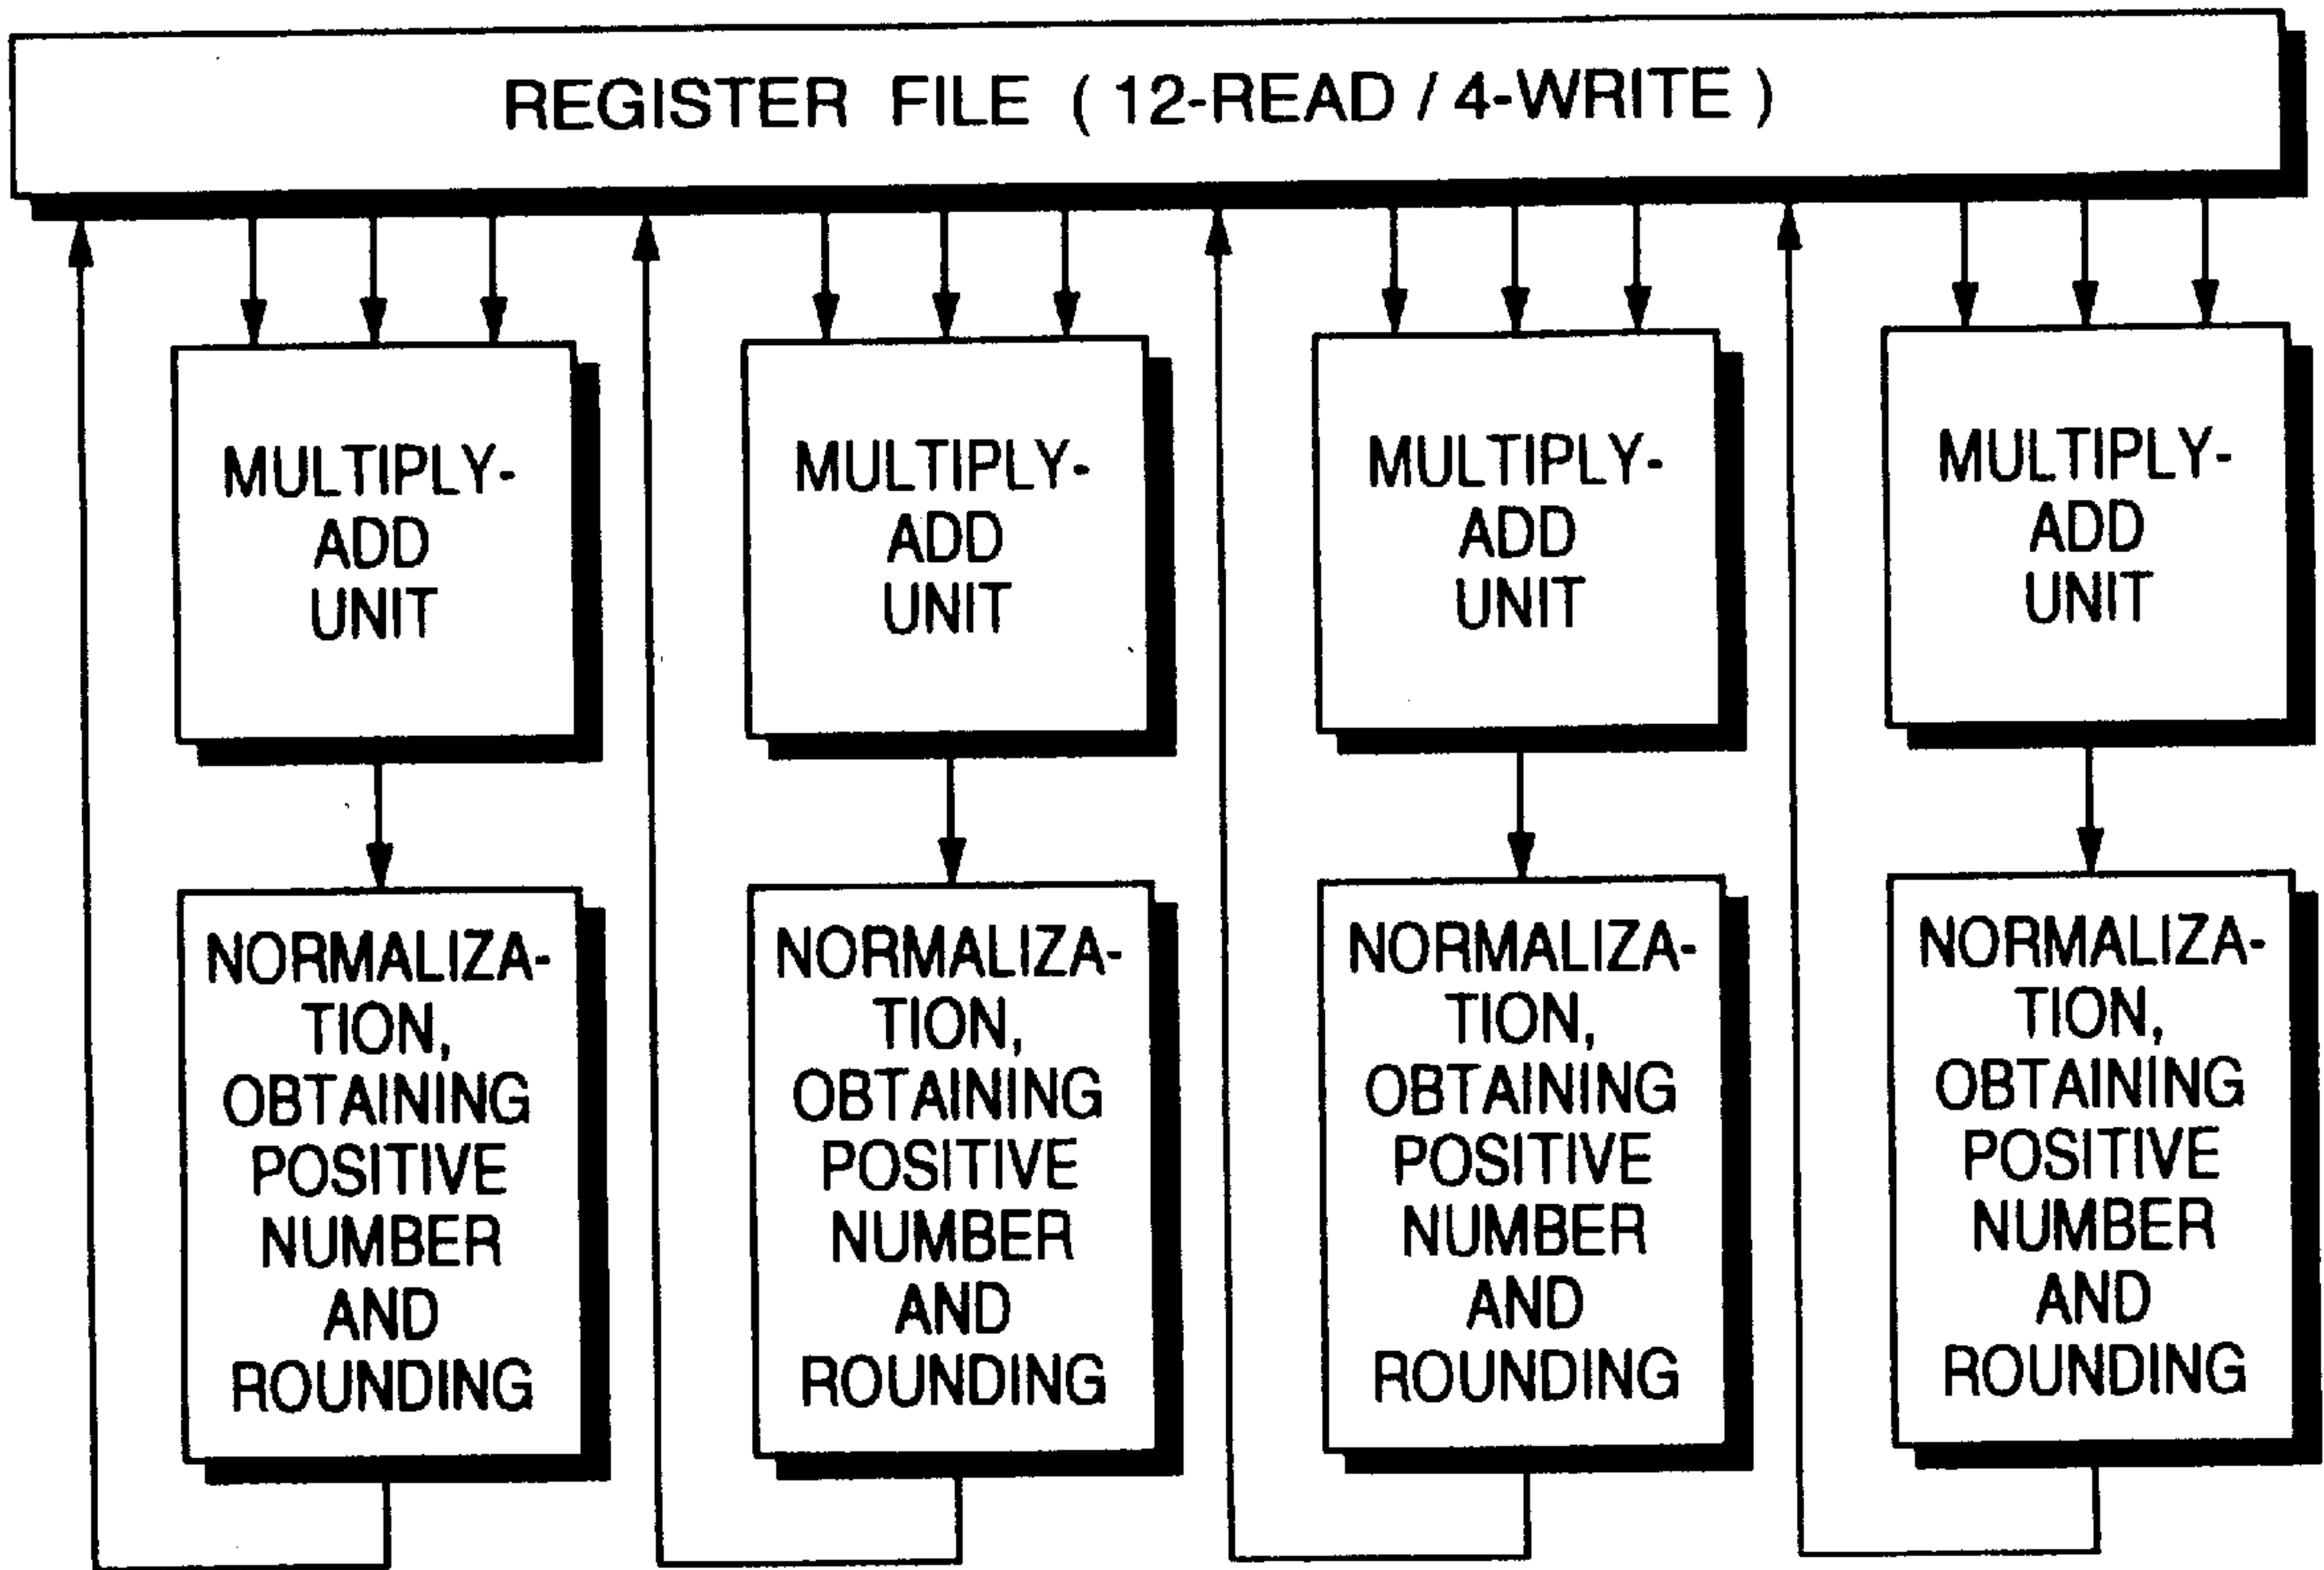 REGISTER FILE ( 12-READ / 4-WRITE )
MULTIPLY-
ADD
UNIT
MULTIPLY-
ADD
UNIT
MULTIPLY-
ADD
UNIT
MULTIPLY-
ADD
UNIT
NORMALIZA-
TION,
OBTAINING
POSITIVE
NUMBER
AND
ROUNDING
NORMALIZA-
TION,
OBTAINING
POSITIVE
NUMBER
AND
ROUNDING
NORMALIZA-
TION,
OBTAINING
POSITIVE
NUMBER
AND
ROUNDING
NORMALIZA-
TION,
OBTAINING
POSITIVE
NUMBER
AND
ROUNDING